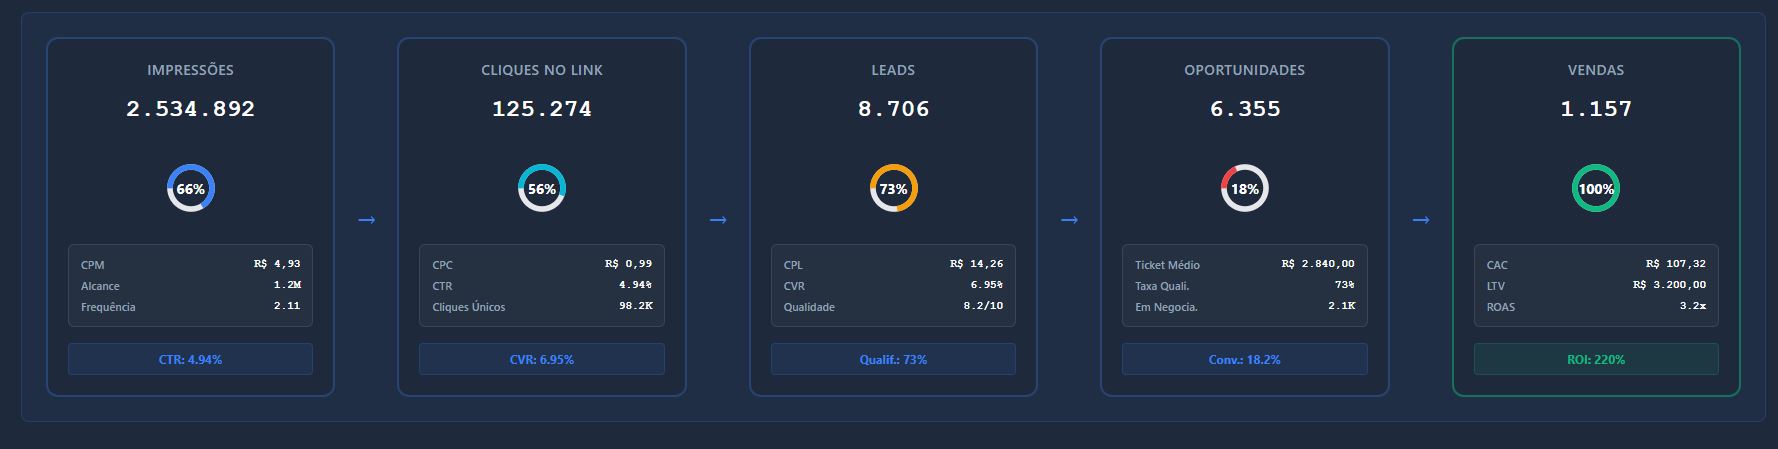 IMPRESSÕES
2.534.892
66%
CPM R$ 4,93
Alcance 1.2M
Frequência 2.11
CTR: 4.94%
→
CLIQUES NO LINK
125.274
56%
CPC R$ 0,99
CTR 4.94%
Cliques Únicos 98.2K
CVR: 6.95%
→
LEADS
8.706
73%
CPL R$ 14,26
CVR 6.95%
Qualidade 8.2/10
Qualif.: 73%
→
OPORTUNIDADES
6.355
18%
Ticket Médio R$ 2.840,00
Taxa Quali. 73%
Em Negocia. 2.1K
Conv.: 18.2%
→
VENDAS
1.157
100%
CAC R$ 107,32
LTV R$ 3.200,00
ROAS 3.2x
ROI: 220%